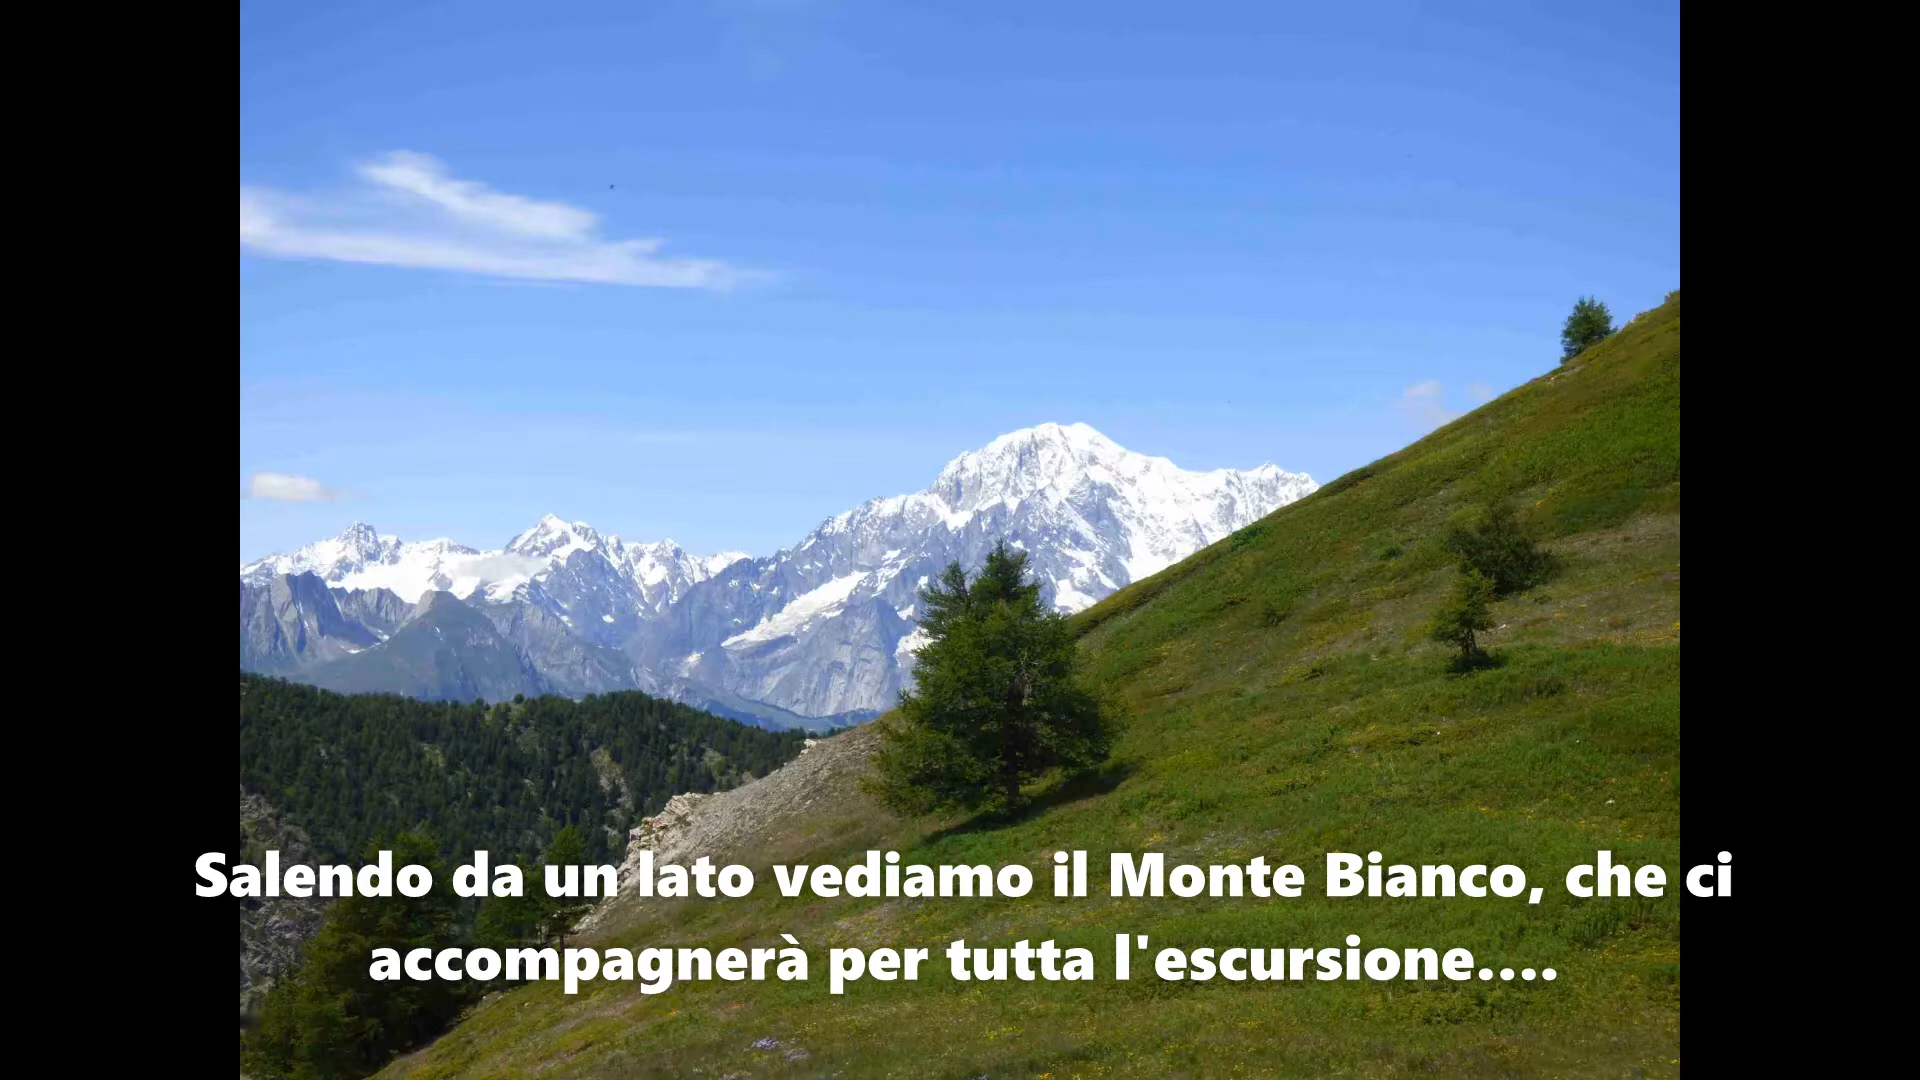 Salendo da un lato vediamo il Monte Bianco, che ci
accompagnerà per tutta l'escursione....